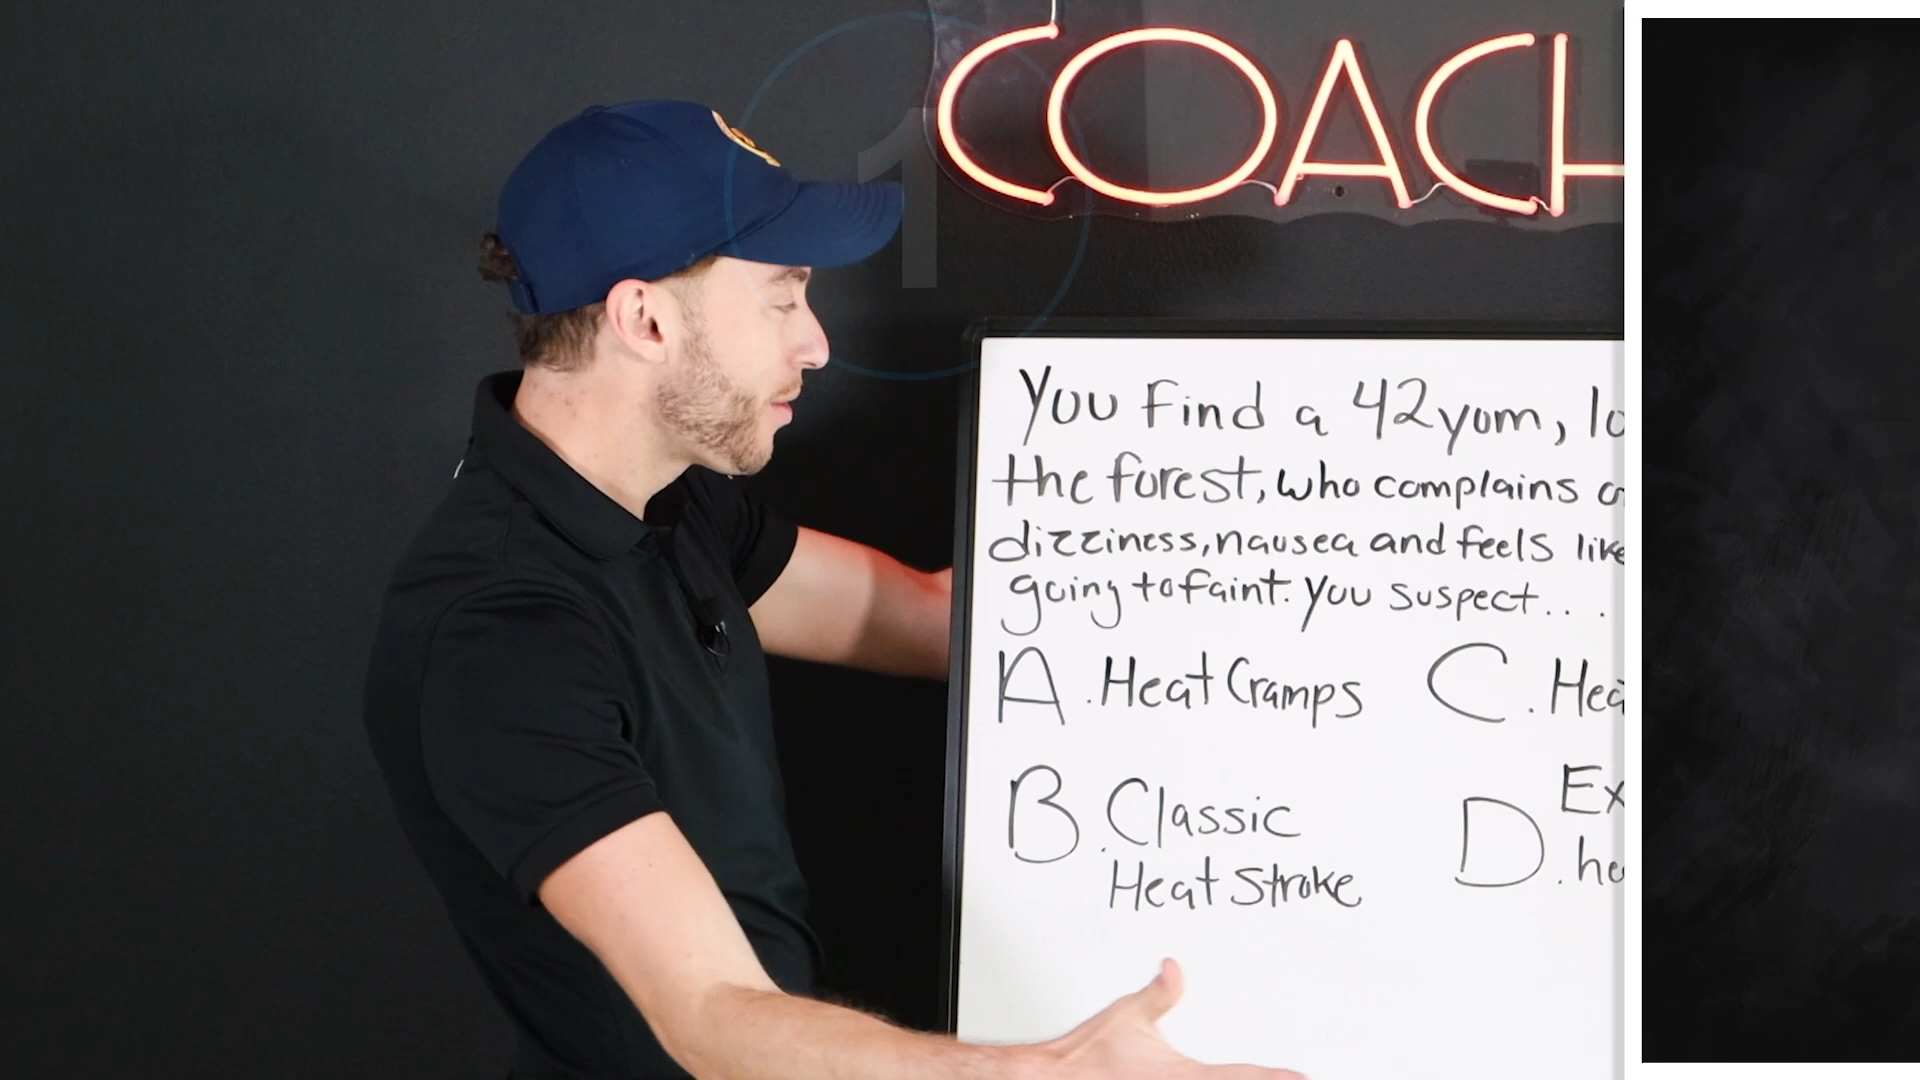 1
COACH
You find a 42yom, lo
the forest, who complains o
dizziness, nausea and feels like
going to faint. You suspect...
A. Heat Cramps
C. Hea
B. Classic
Heat Stroke
Ex
D. he